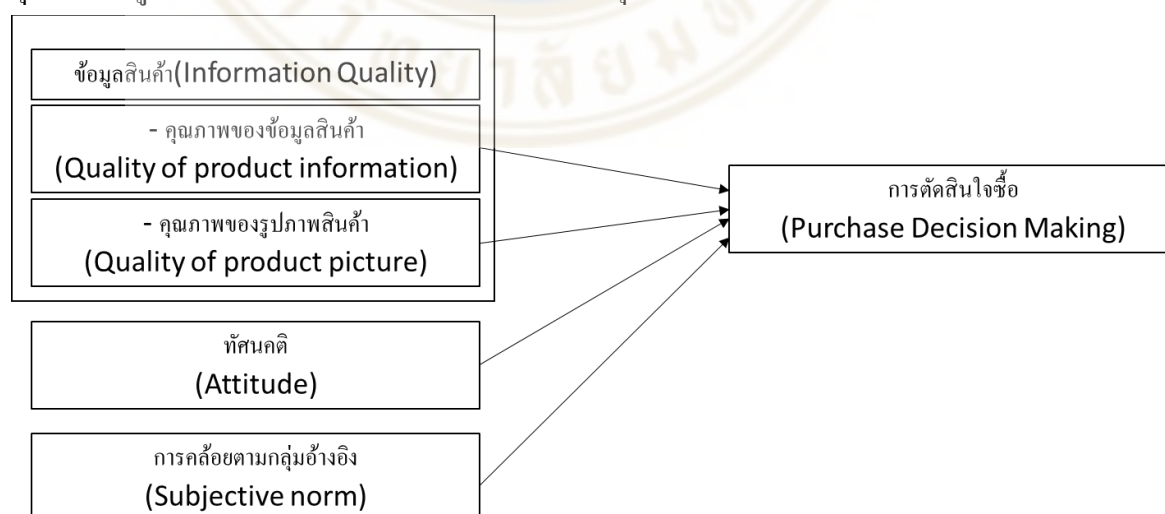 ข้อมูลสินค้า(Information Quality)
- คุณภาพของข้อมูลสินค้า
(Quality of product information)
- คุณภาพของรูปภาพสินค้า
(Quality of product picture)
ทัศนคติ
(Attitude)
การคล้อยตามกลุ่มอ้างอิง
(Subjective norm)
การตัดสินใจซื้อ
(Purchase Decision Making)